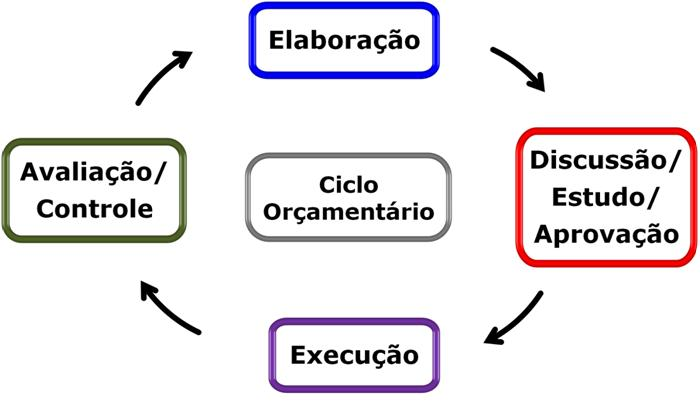 Elaboração
Discussão/
Estudo/
Aprovação
Execução
Avaliação/
Controle
Ciclo
Orçamentário